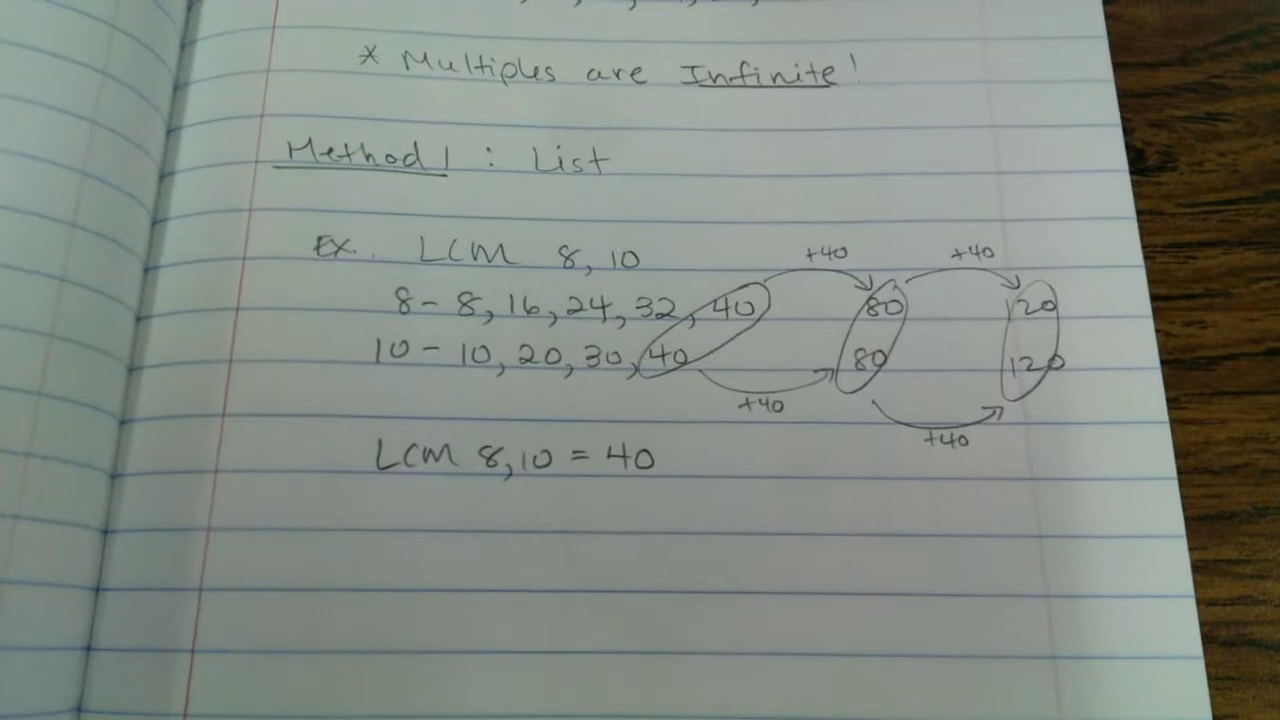 * Multiples are Infinite!
Method 1 : List
Ex. LCM 8, 10
+40 +40
8 - 8, 16, 24, 32, 40 80 120
10 - 10, 20, 30, 40 80 120
+40 +40
LCM 8, 10 = 40